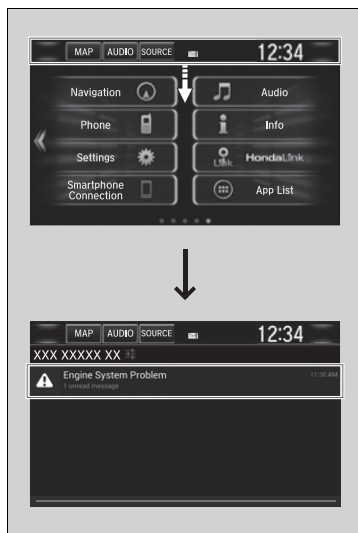 MAP AUDIO SOURCE 12:34
Navigation Audio
Phone Info
Settings Link HondaLink
Smartphone
Connection App List
MAP AUDIO SOURCE 12:34
XXX XXXXX XX
Engine System Problem 11:30 AM
1 unread message